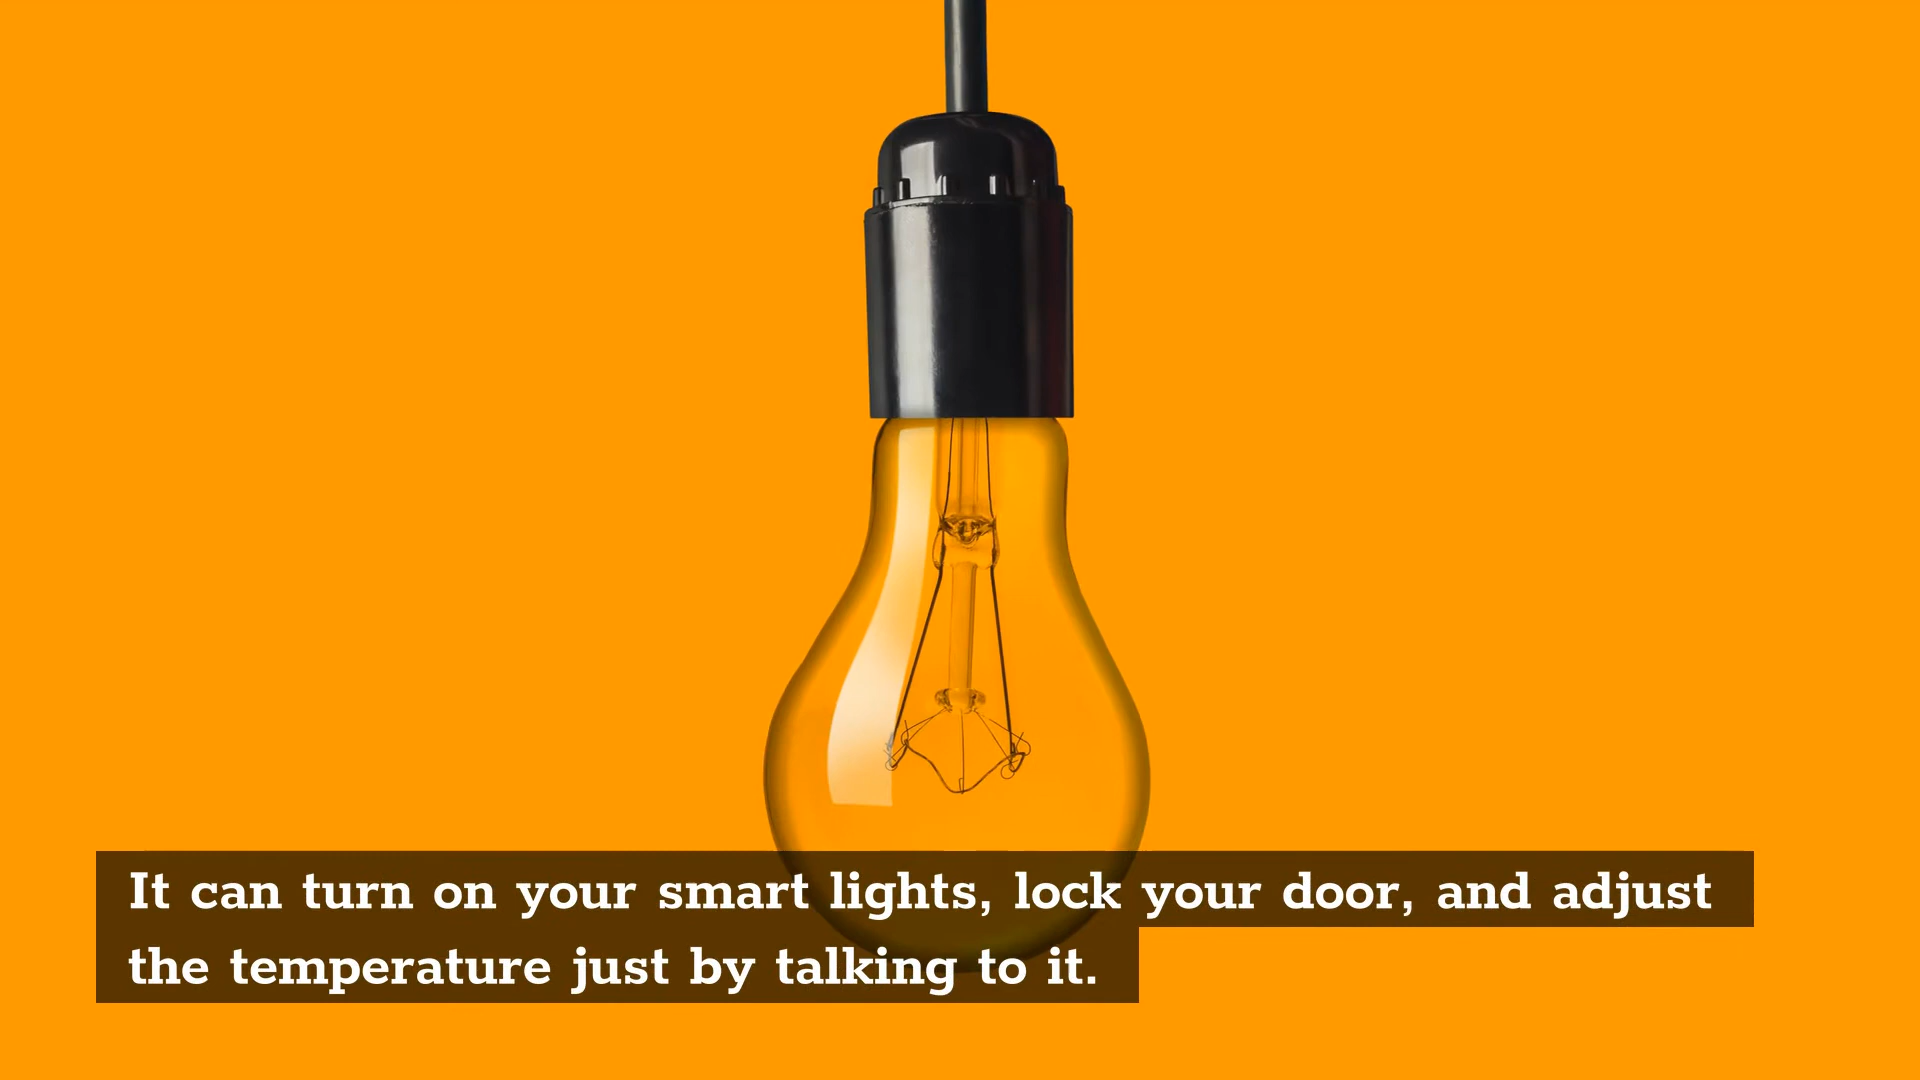 It can turn on your smart lights, lock your door, and adjust
the temperature just by talking to it.